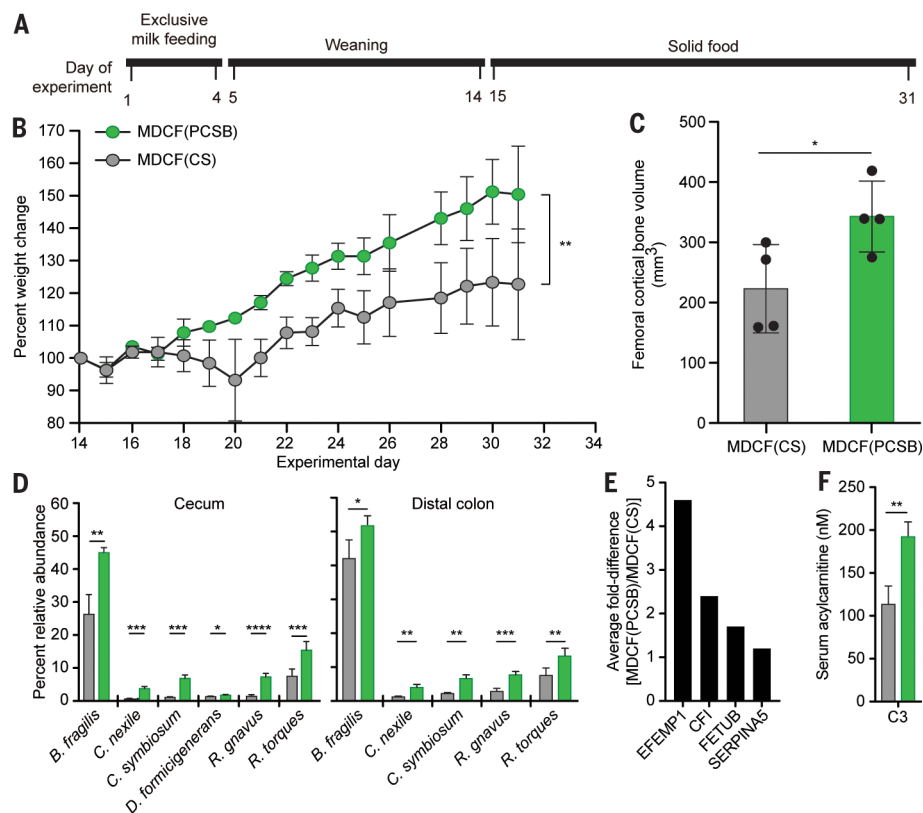 A
Exclusive
milk feeding
Weaning
Solid food
Day of
experiment
1
4
5
14
15
31
B
Percent weight change
170
160
150
140
130
120
110
100
90
80
MDCF(PCSB)
MDCF(CS)
**
14
16
18
20
22
24
26
28
30
32
34
Experimental day
C
Femoral cortical bone volume
(mm3)
500
400
300
200
100
0
*
MDCF(CS)
MDCF(PCSB)
D
Percent relative abundance
60
50
40
30
20
10
0
Cecum
**
***
***
*
****
***
B. fragilis
C. nexile
C. symbiosum
D. formicigenerans
R. gnavus
R. torques
Distal colon
*
**
**
***
**
B. fragilis
C. nexile
C. symbiosum
R. gnavus
R. torques
E
Average fold-difference
[MDCF(PCSB)/MDCF(CS)]
5
4
3
2
1
0
EFEMP1
CFI
FETUB
SERPINA5
F
Serum acylcarnitine (nM)
250
200
150
100
50
0
**
C3